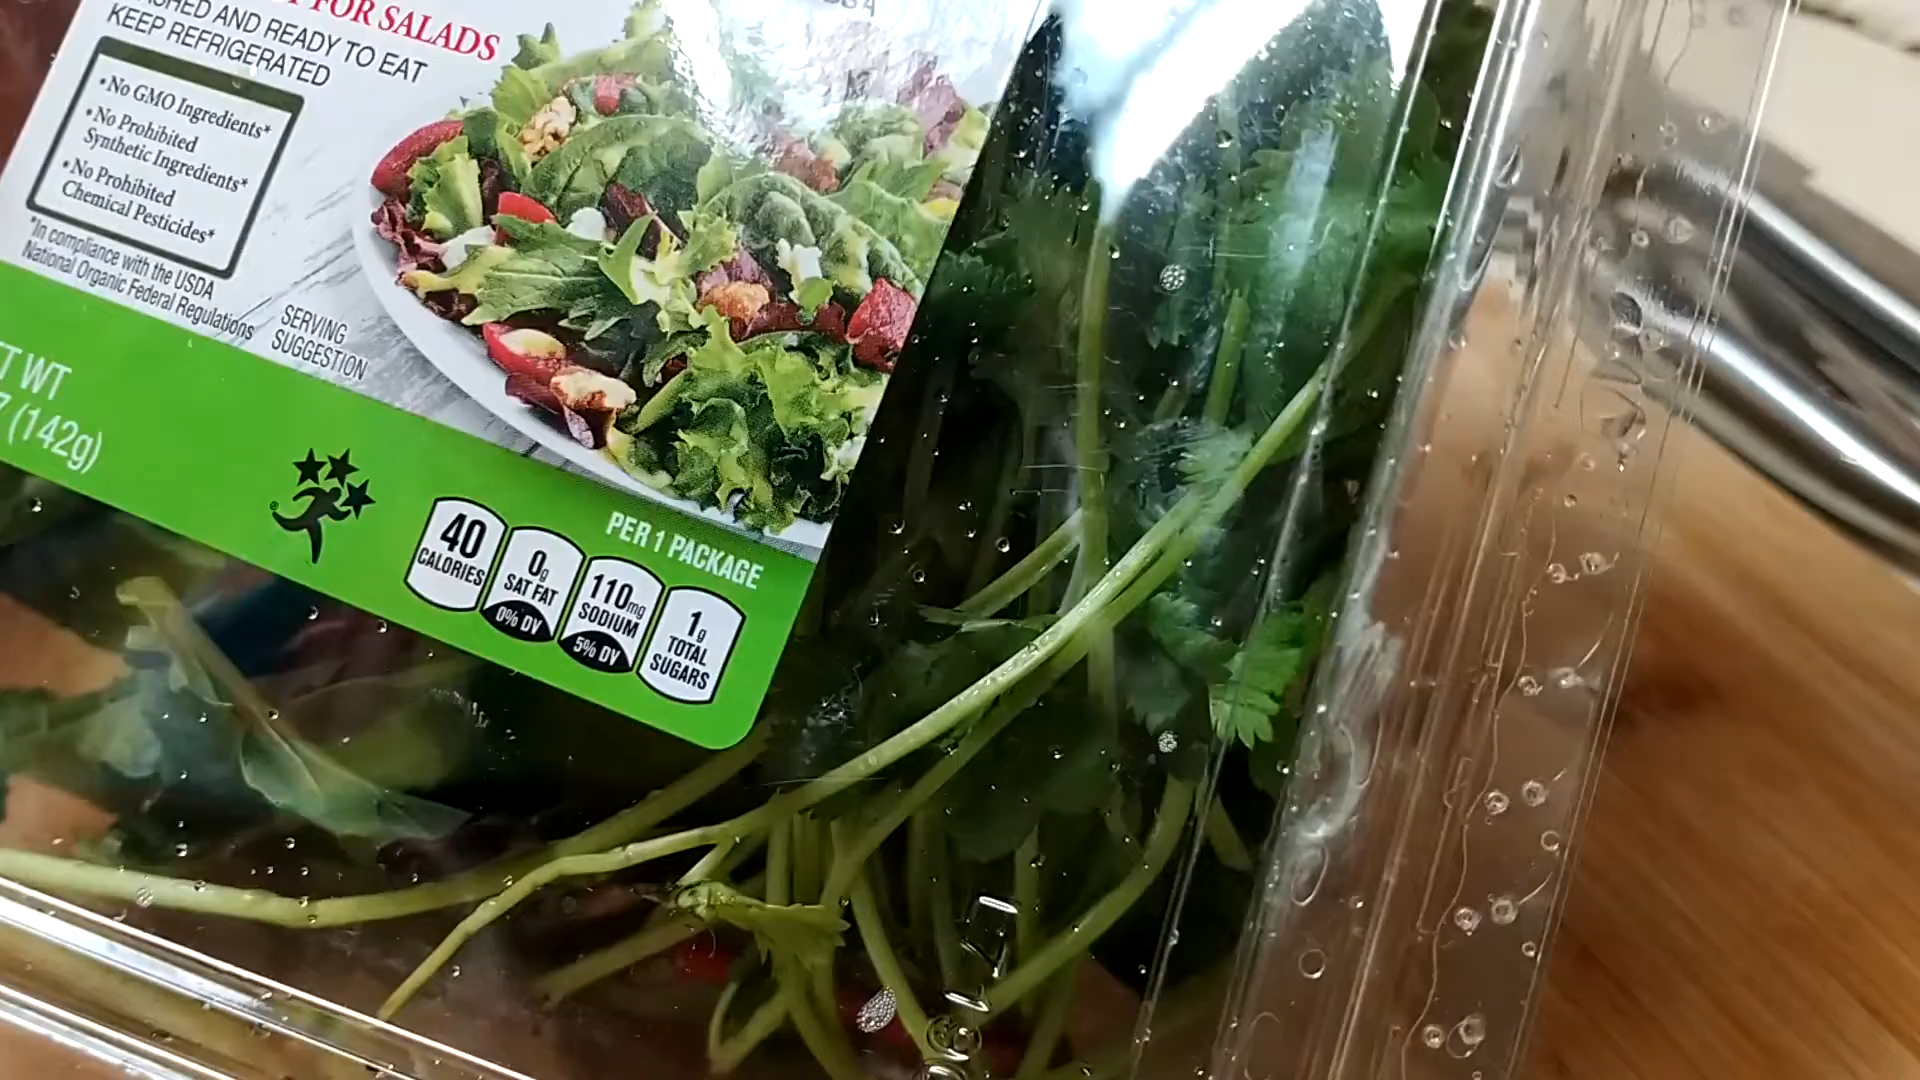 FOR SALADS
AND READY TO EAT
KEEP REFRIGERATED
•No GMO Ingredients*
•No Prohibited
Synthetic Ingredients*
•No Prohibited
Chemical Pesticides*
*In compliance with the USDA
National Organic Federal Regulations
SERVING
SUGGESTION
WT
(142g)
PER 1 PACKAGE
40
CALORIES
0g
SAT FAT
0% DV
110mg
SODIUM
5% DV
1g
TOTAL
SUGARS